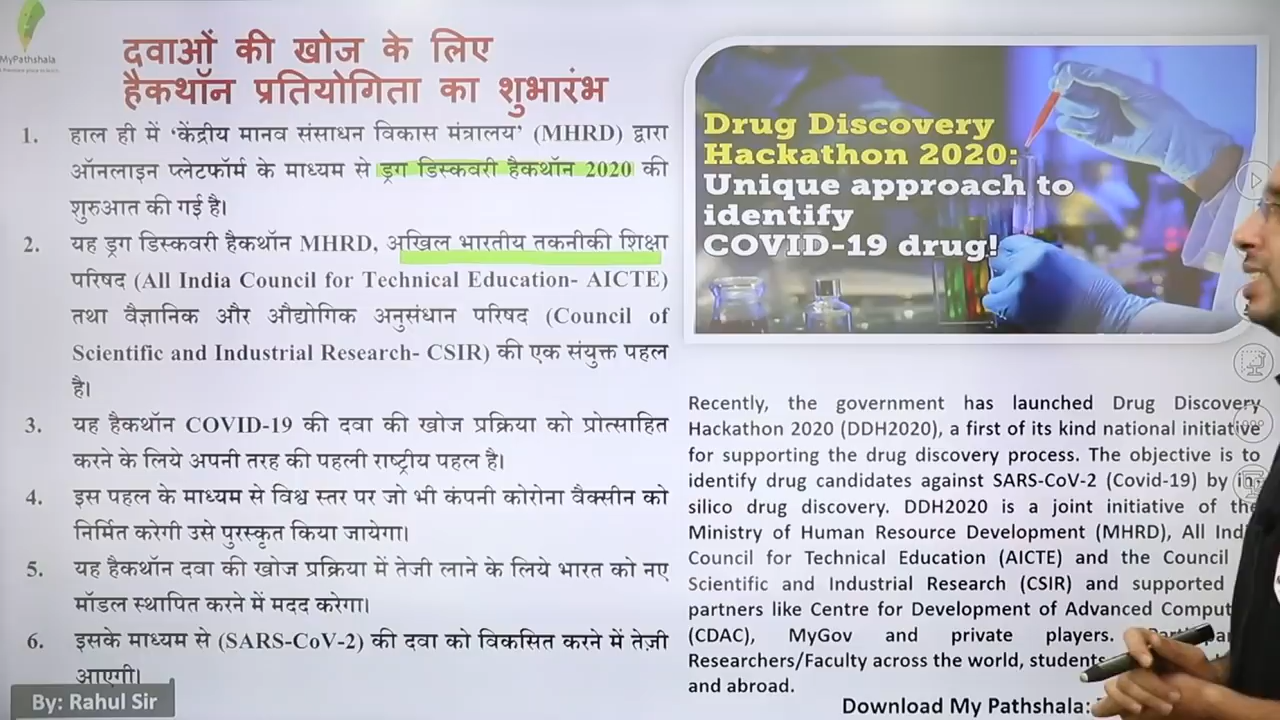 MyPathshala
दवाओं की खोज के लिए
हैकथॉन प्रतियोगिता का शुभारंभ
1. हाल ही में ‘केंद्रीय मानव संसाधन विकास मंत्रालय’ (MHRD) द्वारा
ऑनलाइन प्लेटफॉर्म के माध्यम से ड्रग डिस्कवरी हैकथॉन 2020 की
शुरुआत की गई है।
2. यह ड्रग डिस्कवरी हैकथॉन MHRD, अखिल भारतीय तकनीकी शिक्षा
परिषद (All India Council for Technical Education- AICTE)
तथा वैज्ञानिक और औद्योगिक अनुसंधान परिषद (Council of
Scientific and Industrial Research- CSIR) की एक संयुक्त पहल
है।
3. यह हैकथॉन COVID-19 की दवा की खोज प्रक्रिया को प्रोत्साहित
करने के लिये अपनी तरह की पहली राष्ट्रीय पहल है।
4. इस पहल के माध्यम से विश्व स्तर पर जो भी कंपनी कोरोना वैक्सीन को
निर्मित करेगी उसे पुरस्कृत किया जायेगा।
5. यह हैकथॉन दवा की खोज प्रक्रिया में तेजी लाने के लिये भारत को नए
मॉडल स्थापित करने में मदद करेगा।
6. इसके माध्यम से (SARS-CoV-2) की दवा को विकसित करने में तेज़ी
आएगी।
By: Rahul Sir
Drug Discovery
Hackathon 2020:
Unique approach to
identify
COVID-19 drug!
Recently, the government has launched Drug Discovery
Hackathon 2020 (DDH2020), a first of its kind national initiative
for supporting the drug discovery process. The objective is to
identify drug candidates against SARS-CoV-2 (Covid-19) by in
silico drug discovery. DDH2020 is a joint initiative of the
Ministry of Human Resource Development (MHRD), All Ind
Council for Technical Education (AICTE) and the Council
Scientific and Industrial Research (CSIR) and supported
partners like Centre for Development of Advanced Comput
(CDAC), MyGov and private players.
Researchers/Faculty across the world, students
and abroad.
Download My Pathshala: